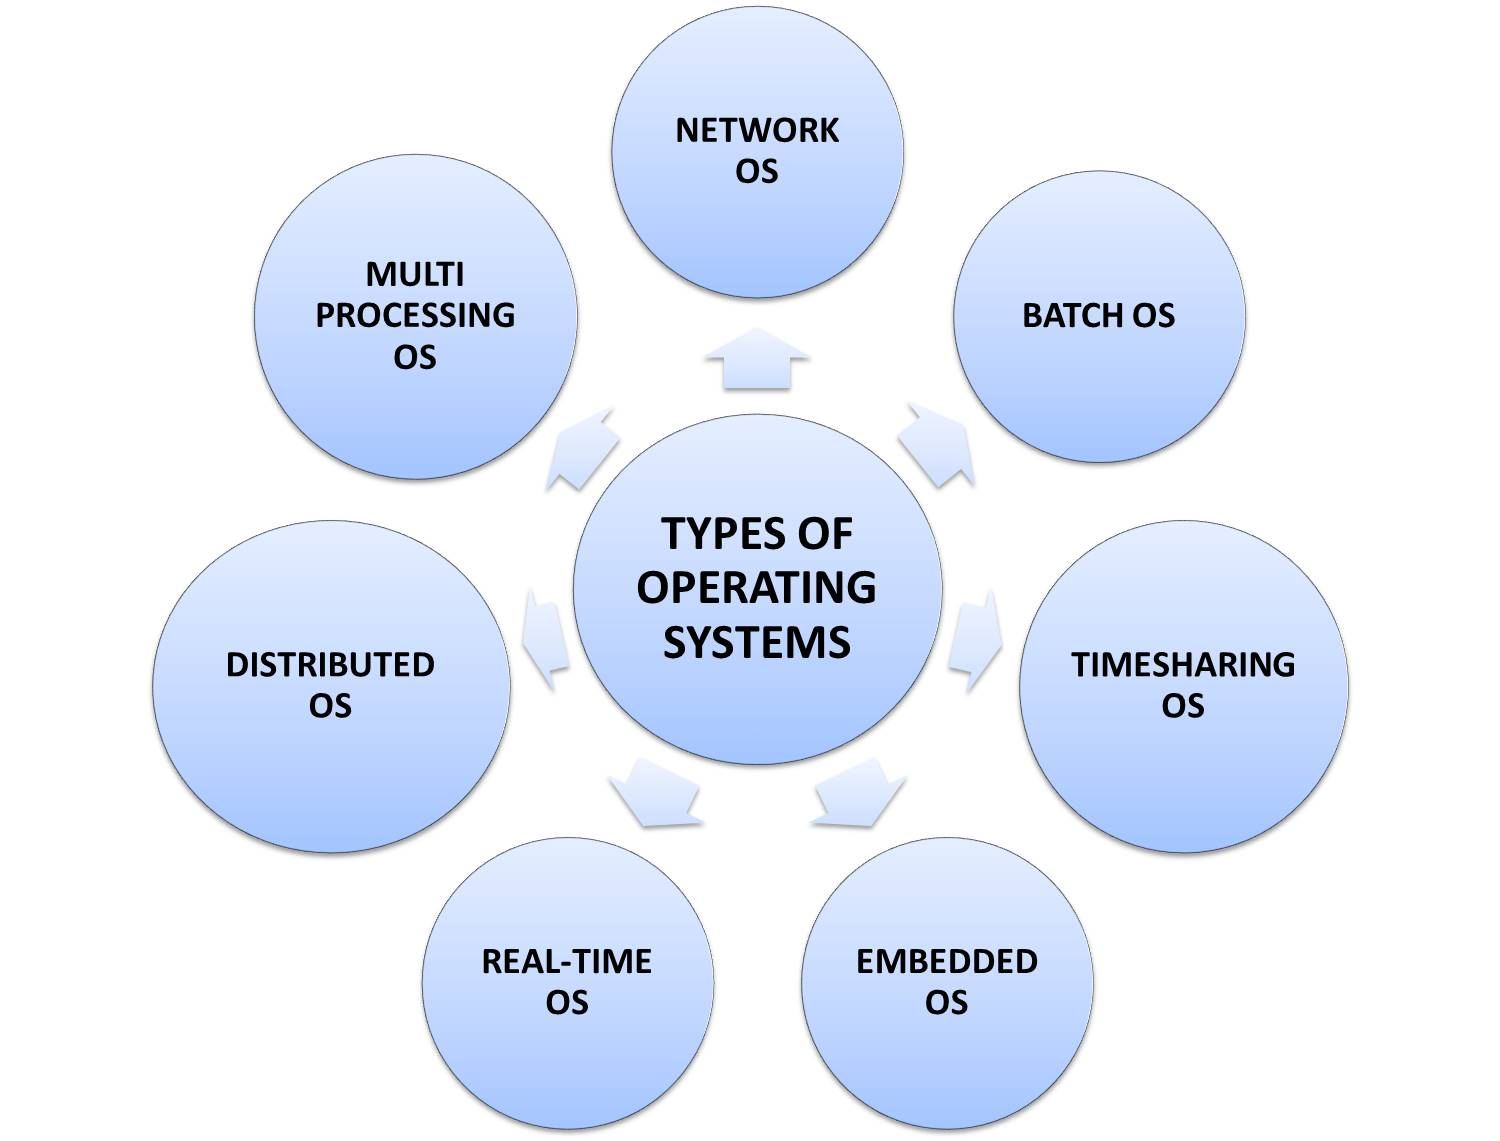 NETWORK
OS
MULTI
PROCESSING
OS
BATCH OS
TYPES OF
OPERATING
SYSTEMS
DISTRIBUTED
OS
TIMESHARING
OS
REAL-TIME
OS
EMBEDDED
OS